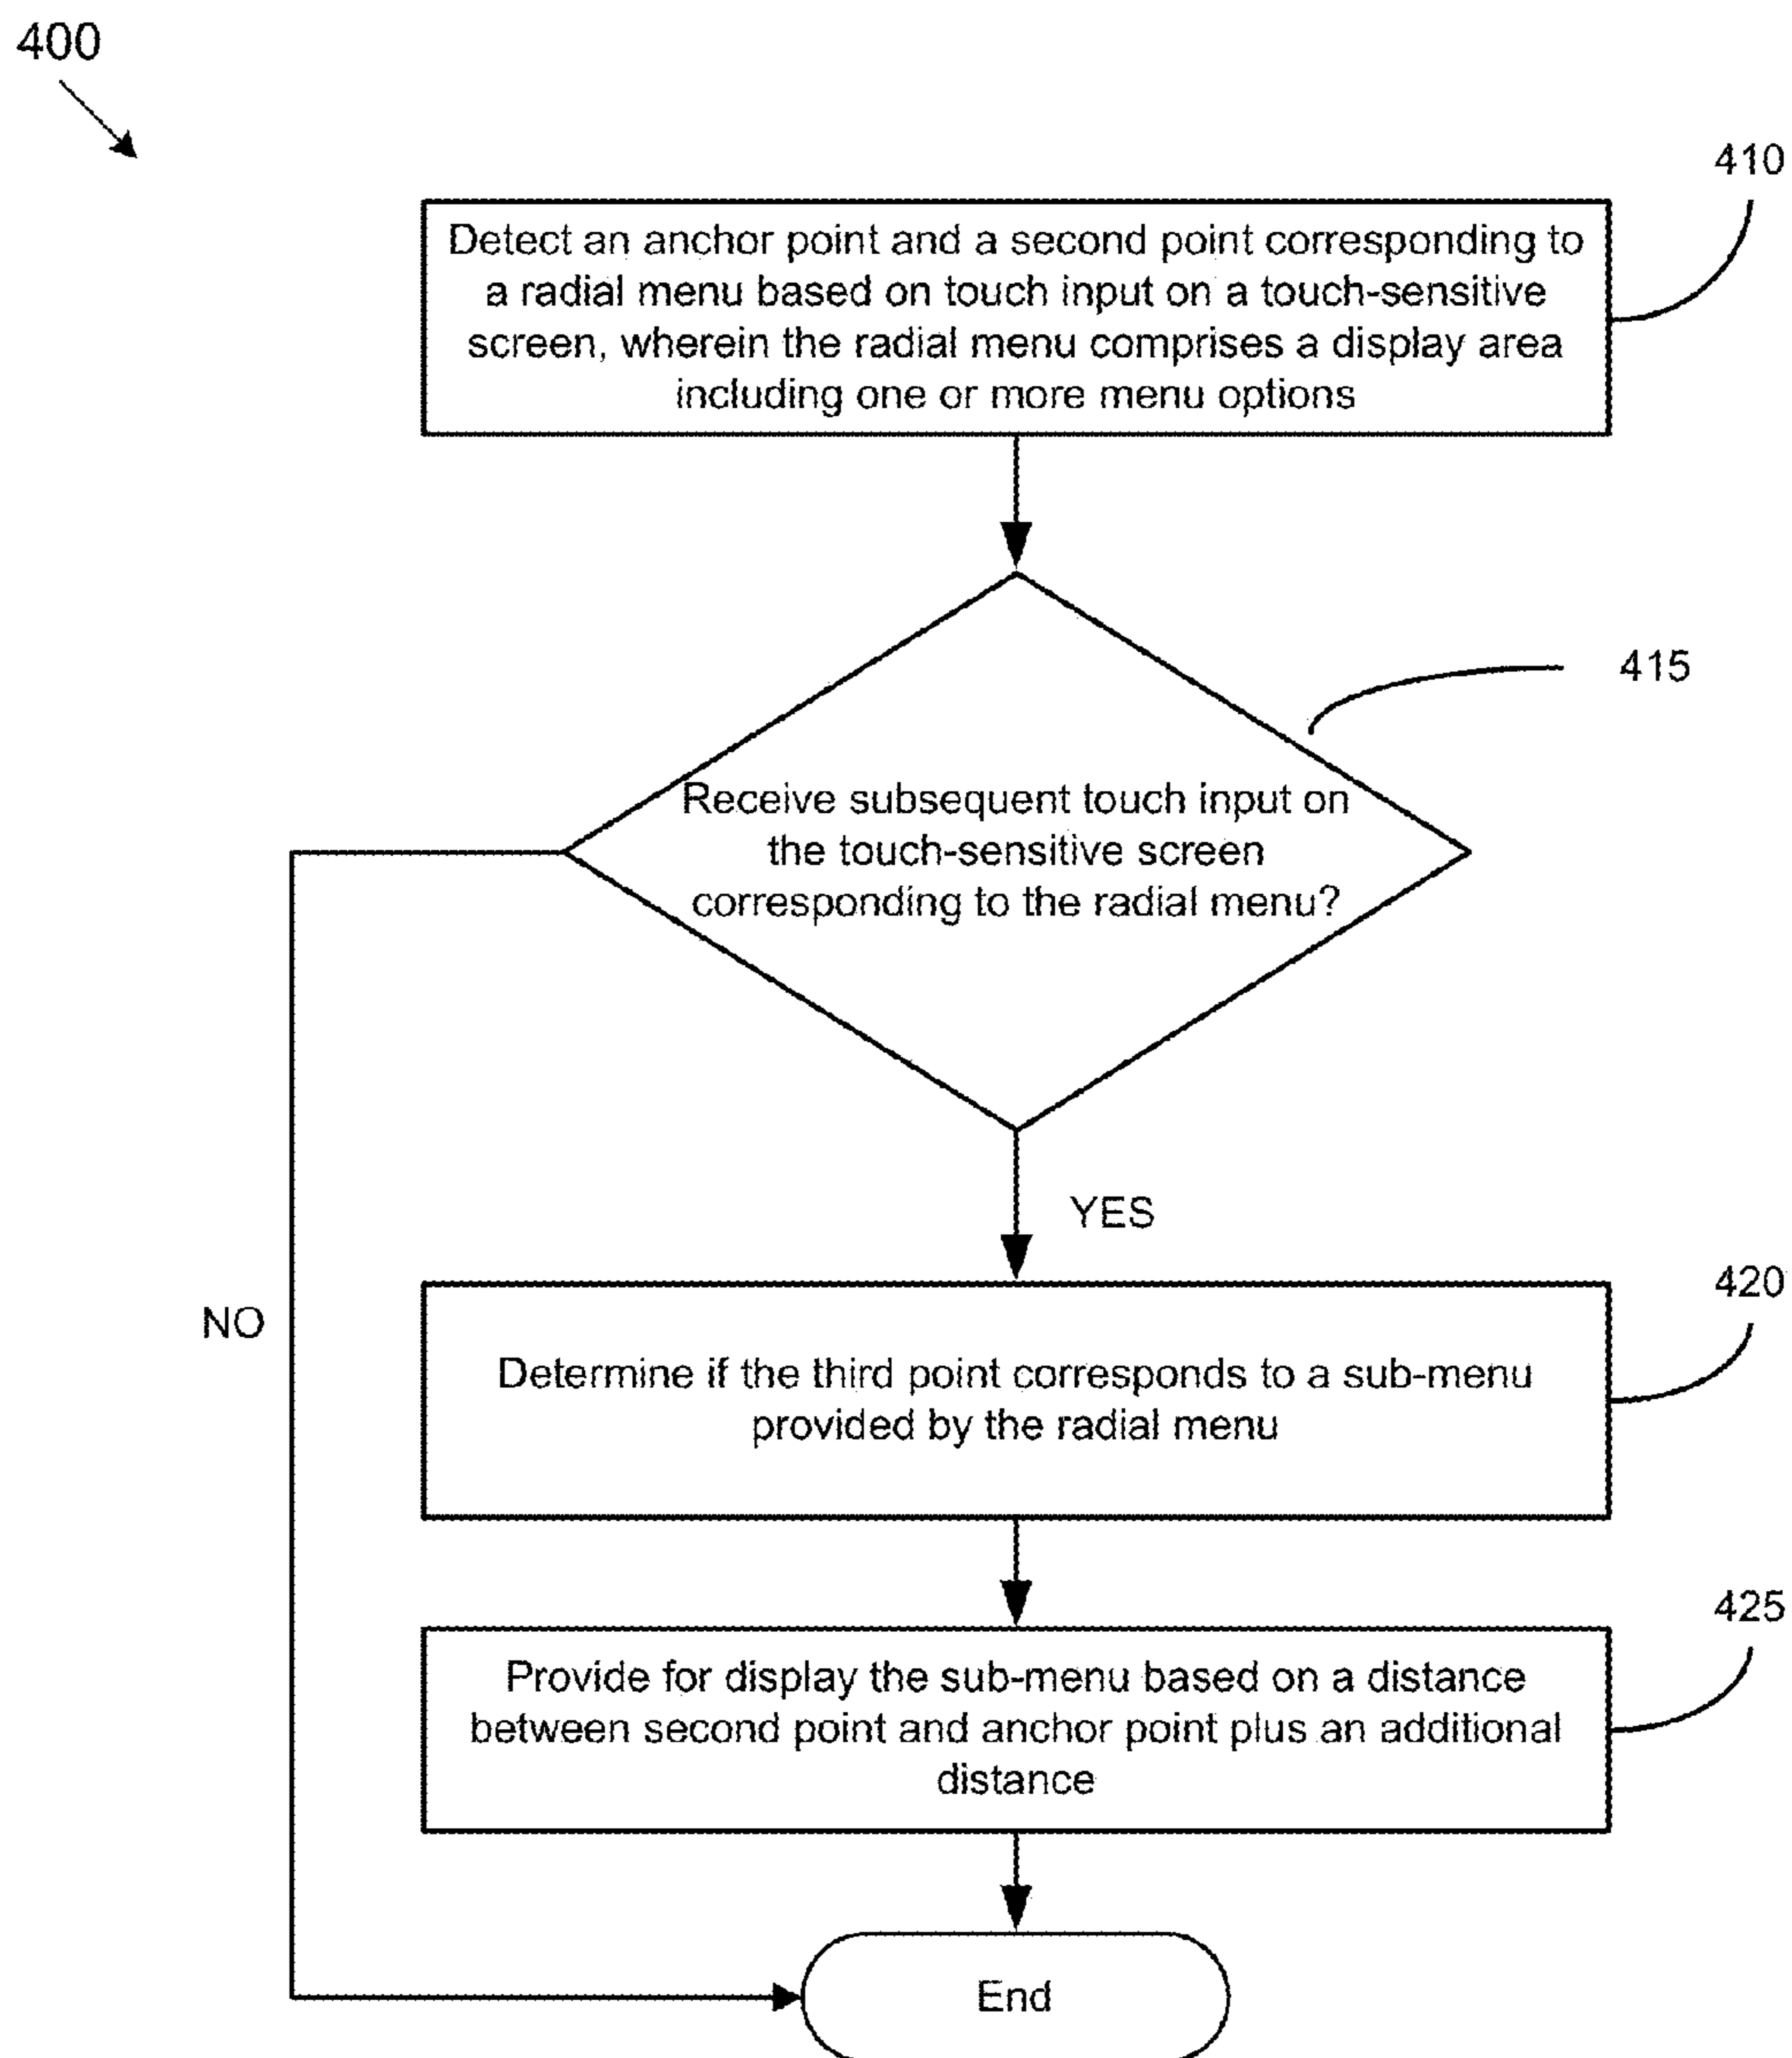 400
410
Detect an anchor point and a second point corresponding to
a radial menu based on touch input on a touch-sensitive
screen, wherein the radial menu comprises a display area
including one or more menu options
415
Receive subsequent touch input on
the touch-sensitive screen
corresponding to the radial menu?
YES
NO
420
Determine if the third point corresponds to a sub-menu
provided by the radial menu
425
Provide for display the sub-menu based on a distance
between second point and anchor point plus an additional
distance
End